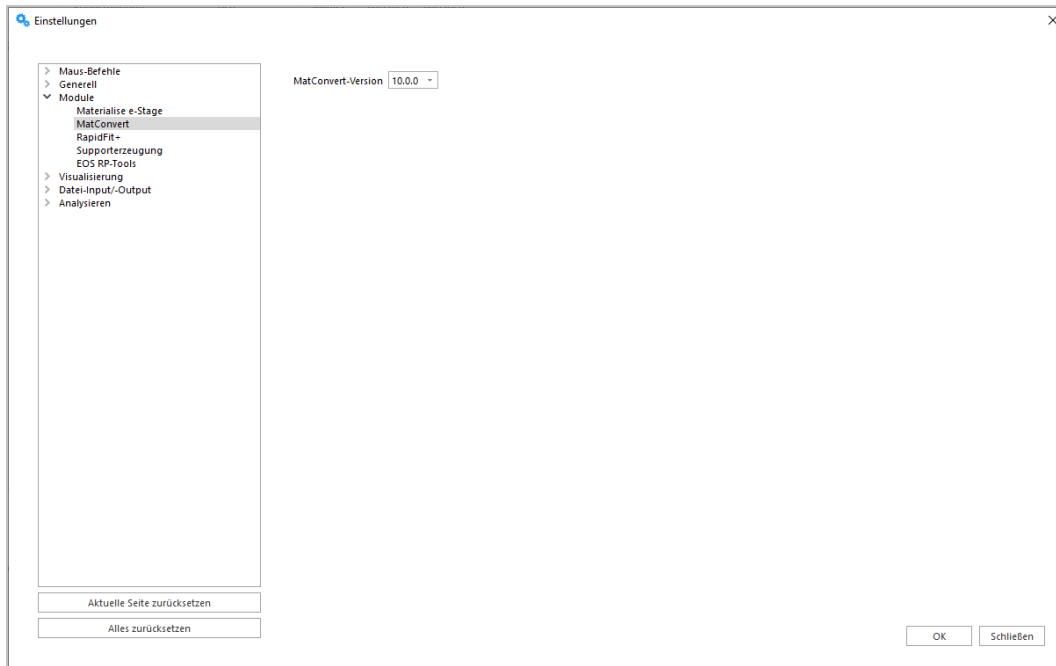 Einstellungen
Maus-Befehle
Generell
Module
Materialise e-Stage
MatConvert
RapidFit+
Supporterzeugung
EOS RP-Tools
Visualisierung
Datei-Input/-Output
Analysieren
MatConvert-Version 10.0.0
Aktuelle Seite zurücksetzen
Alles zurücksetzen
OK Schließen